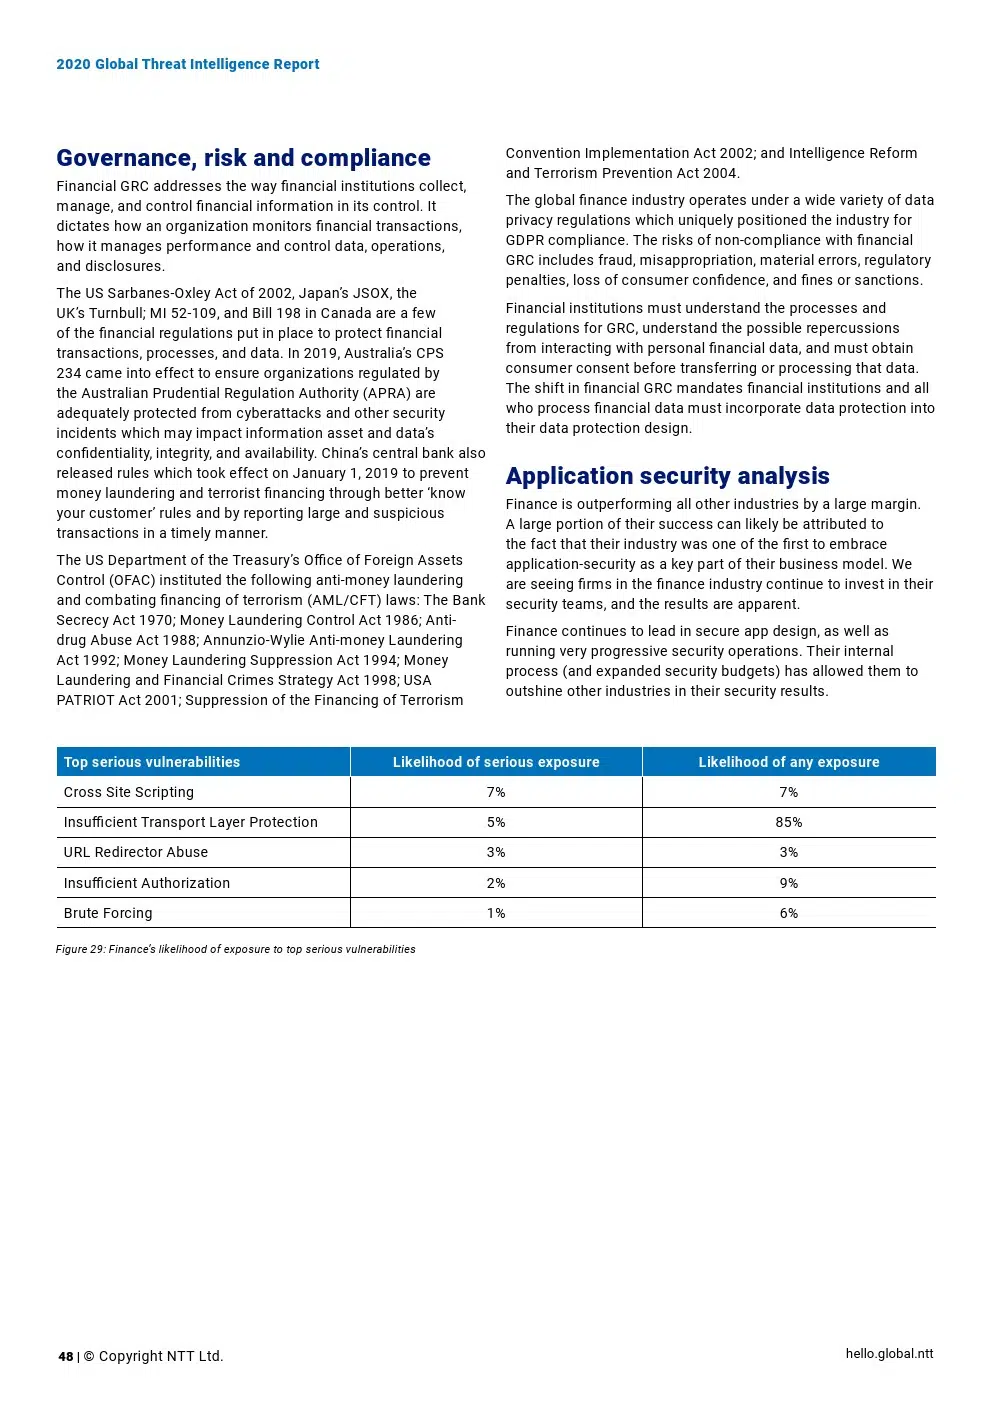 2020 Global Threat Intelligence Report
Governance, risk and compliance
Financial GRC addresses the way financial institutions collect,
manage, and control financial information in its control. It
dictates how an organization monitors financial transactions,
how it manages performance and control data, operations,
and disclosures.
The US Sarbanes-Oxley Act of 2002, Japan’s JSOX, the
UK’s Turnbull; MI 52-109, and Bill 198 in Canada are a few
of the financial regulations put in place to protect financial
transactions, processes, and data. In 2019, Australia’s CPS
234 came into effect to ensure organizations regulated by
the Australian Prudential Regulation Authority (APRA) are
adequately protected from cyberattacks and other security
incidents which may impact information asset and data’s
confidentiality, integrity, and availability. China’s central bank also
released rules which took effect on January 1, 2019 to prevent
money laundering and terrorist financing through better ‘know
your customer’ rules and by reporting large and suspicious
transactions in a timely manner.
The US Department of the Treasury’s Office of Foreign Assets
Control (OFAC) instituted the following anti-money laundering
and combating financing of terrorism (AML/CFT) laws: The Bank
Secrecy Act 1970; Money Laundering Control Act 1986; Anti-
drug Abuse Act 1988; Annunzio-Wylie Anti-money Laundering
Act 1992; Money Laundering Suppression Act 1994; Money
Laundering and Financial Crimes Strategy Act 1998; USA
PATRIOT Act 2001; Suppression of the Financing of Terrorism
Convention Implementation Act 2002; and Intelligence Reform
and Terrorism Prevention Act 2004.
The global finance industry operates under a wide variety of data
privacy regulations which uniquely positioned the industry for
GDPR compliance. The risks of non-compliance with financial
GRC includes fraud, misappropriation, material errors, regulatory
penalties, loss of consumer confidence, and fines or sanctions.
Financial institutions must understand the processes and
regulations for GRC, understand the possible repercussions
from interacting with personal financial data, and must obtain
consumer consent before transferring or processing that data.
The shift in financial GRC mandates financial institutions and all
who process financial data must incorporate data protection into
their data protection design.
Application security analysis
Finance is outperforming all other industries by a large margin.
A large portion of their success can likely be attributed to
the fact that their industry was one of the first to embrace
application-security as a key part of their business model. We
are seeing firms in the finance industry continue to invest in their
security teams, and the results are apparent.
Finance continues to lead in secure app design, as well as
running very progressive security operations. Their internal
process (and expanded security budgets) has allowed them to
outshine other industries in their security results.
Top serious vulnerabilities Likelihood of serious exposure Likelihood of any exposure
Cross Site Scripting 7% 7%
Insufficient Transport Layer Protection 5% 85%
URL Redirector Abuse 3% 3%
Insufficient Authorization 2% 9%
Brute Forcing 1% 6%
Figure 29: Finance’s likelihood of exposure to top serious vulnerabilities
48 | © Copyright NTT Ltd.
hello.global.ntt